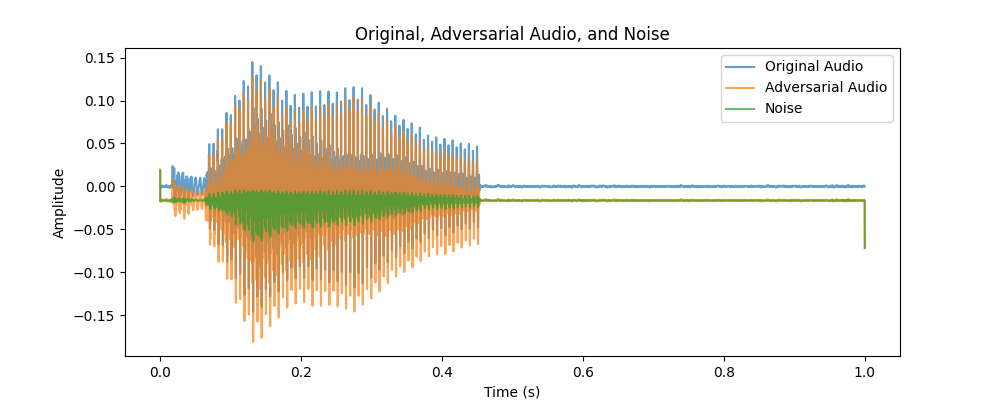 Original, Adversarial Audio, and Noise
Original Audio
Adversarial Audio
Noise
Amplitude
0.15
0.10
0.05
0.00
−0.05
−0.10
−0.15
0.0 0.2 0.4 0.6 0.8 1.0
Time (s)